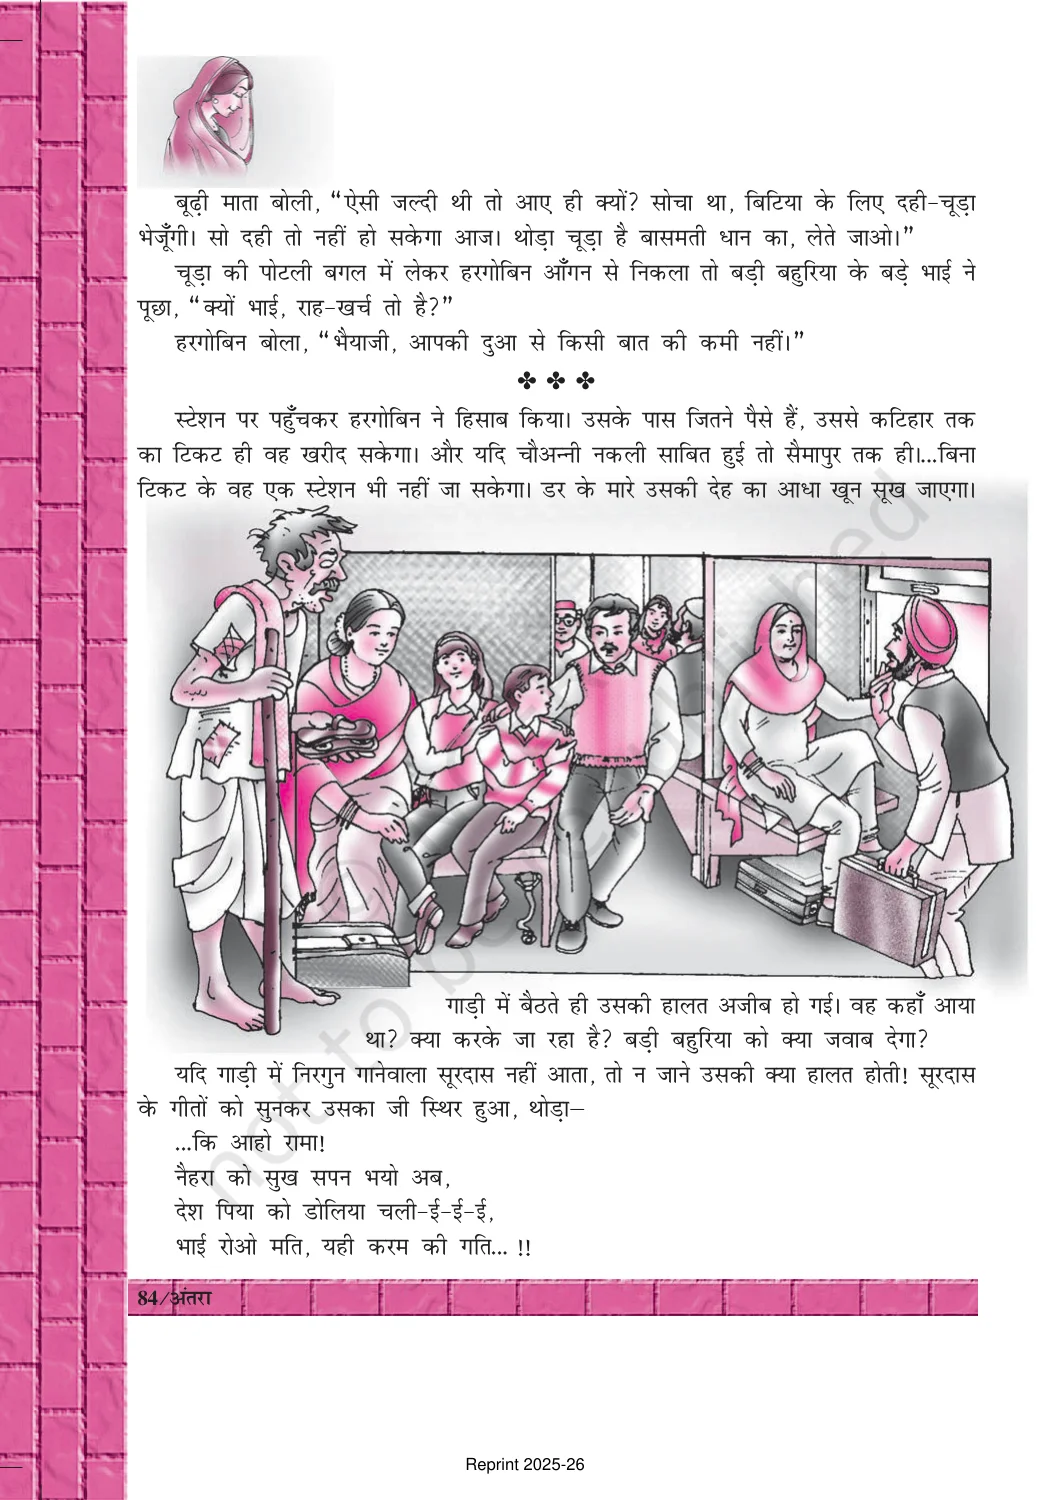 बूढ़ी माता बोली, “ऐसी जल्दी थी तो आए ही क्यों? सोचा था, बिटिया के लिए दही-चूड़ा
भेजूँगी। सो दही तो नहीं हो सकेगा आज। थोड़ा चूड़ा है बासमती धान का, लेते जाओ।”
चूड़ा की पोटली बगल में लेकर हरगोबिन आँगन से निकला तो बड़ी बहुरिया के बड़े भाई ने
पूछा, “क्यों भाई, राह-खर्च तो है?”
हरगोबिन बोला, “भैयाजी, आपकी दुआ से किसी बात की कमी नहीं।”
स्टेशन पर पहुँचकर हरगोबिन ने हिसाब किया। उसके पास जितने पैसे हैं, उससे कटिहार तक
का टिकट ही वह खरीद सकेगा। और यदि चौअन्नी नकली साबित हुई तो सैमापुर तक ही।...बिना
टिकट के वह एक स्टेशन भी नहीं जा सकेगा। डर के मारे उसकी देह का आधा खून सूख जाएगा।
गाड़ी में बैठते ही उसकी हालत अजीब हो गई। वह कहाँ आया
था? क्या करके जा रहा है? बड़ी बहुरिया को क्या जवाब देगा?
यदि गाड़ी में निरगुन गानेवाला सूरदास नहीं आता, तो न जाने उसकी क्या हालत होती! सूरदास
के गीतों को सुनकर उसका जी स्थिर हुआ, थोड़ा–
...कि आहो रामा!
नैहरा को सुख सपन भयो अब,
देश पिया को डोलिया चली-ई-ई-ई,
भाई रोओ मति, यही करम की गति... !!
84/अंतरा
Reprint 2025-26
not to be republished